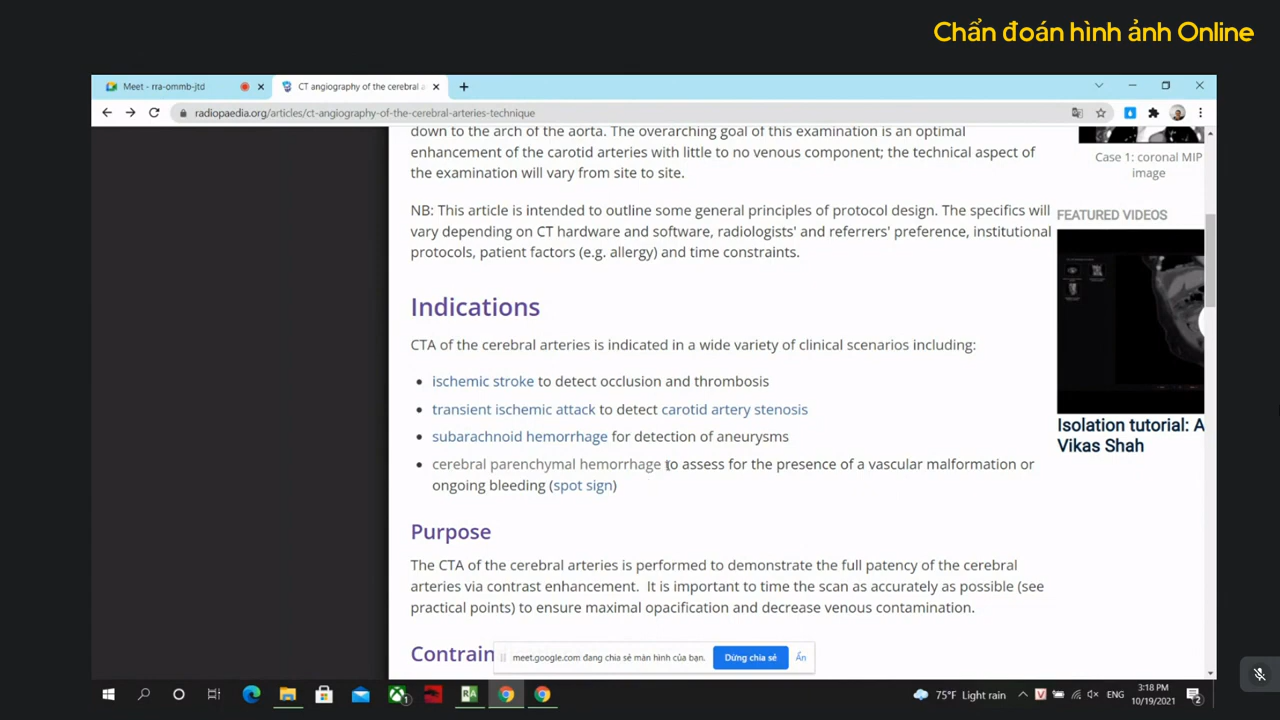 Chẩn đoán hình ảnh Online
Meet - rra-ommb-jtd
CT angiography of the cerebral a
radiopaedia.org/articles/ct-angiography-of-the-cerebral-arteries-technique
down to the arch of the aorta. The overarching goal of this examination is an optimal
enhancement of the carotid arteries with little to no venous component; the technical aspect of
the examination will vary from site to site.
Case 1: coronal MIP
image
NB: This article is intended to outline some general principles of protocol design. The specifics will
vary depending on CT hardware and software, radiologists' and referrers' preference, institutional
protocols, patient factors (e.g. allergy) and time constraints.
FEATURED VIDEOS
Indications
CTA of the cerebral arteries is indicated in a wide variety of clinical scenarios including:
• ischemic stroke to detect occlusion and thrombosis
• transient ischemic attack to detect carotid artery stenosis
• subarachnoid hemorrhage for detection of aneurysms
• cerebral parenchymal hemorrhage to assess for the presence of a vascular malformation or
ongoing bleeding (spot sign)
Isolation tutorial: A
Vikas Shah
Purpose
The CTA of the cerebral arteries is performed to demonstrate the full patency of the cerebral
arteries via contrast enhancement. It is important to time the scan as accurately as possible (see
practical points) to ensure maximal opacification and decrease venous contamination.
Contrain
meet.google.com đang chia sẻ màn hình của bạn.
Dừng chia sẻ
Ẩn
RA
75°F Light rain
V
ENG
3:18 PM
10/19/2021
2